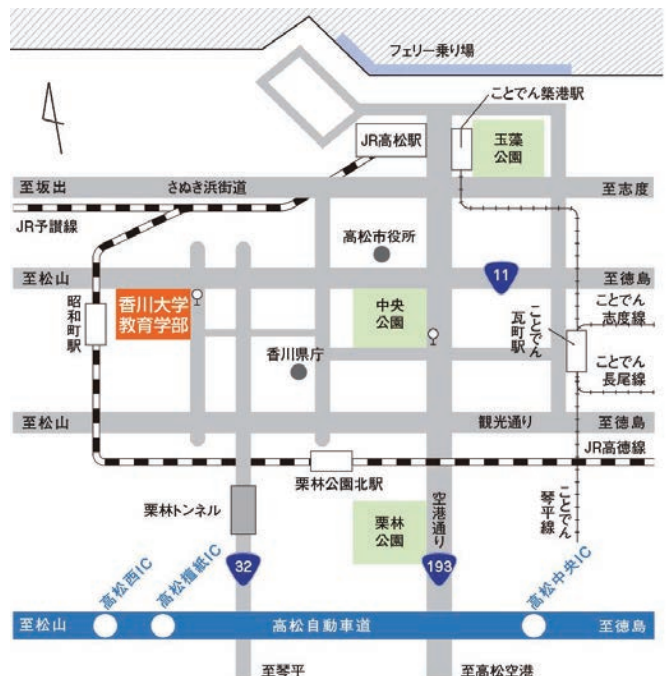 フェリー乗り場
ことでん築港駅
JR高松駅
玉藻
公園
至坂出
さぬき浜街道
至志度
JR予讃線
高松市役所
至松山
11
至徳島
香川大学
教育学部
昭和町駅
中央
公園
ことでん
瓦町駅
ことでん
志度線
香川県庁
ことでん
長尾線
至松山
観光通り
至徳島
JR高徳線
栗林公園北駅
栗林トンネル
栗林
公園
空港通り
ことでん
琴平線
32
193
高松西IC
高松檀紙IC
高松中央IC
至松山
高松自動車道
至徳島
至琴平
至高松空港